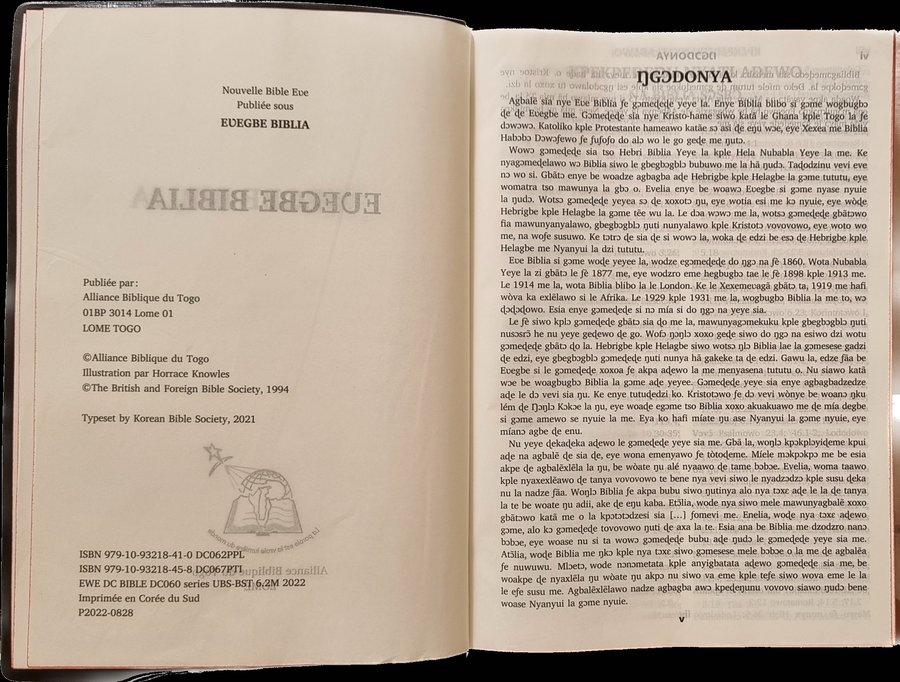 Nouvelle Bible Eʋe
Publiée sous
EƲEGBE BIBLIA
Publiée par :
Alliance Biblique du Togo
01BP 3014 Lome 01
LOME TOGO
©Alliance Biblique du Togo
Illustration par Horrace Knowles
©The British and Foreign Bible Society, 1994
Typeset by Korean Bible Society, 2021
ISBN 979-10-93218-41-0 DC062PPL
ISBN 979-10-93218-45-8 DC067PTI
EWE DC BIBLE DC060 series UBS-BST 6.2M 2022
Imprimée en Corée du Sud
P2022-0828
ŊGƆDONYA
Agbalẽ sia nye Eʋe Biblia ƒe gɔmeɖeɖe yeye la. Enye Biblia blibo si gɔme wogbugbɔ
ɖe ɖe Eʋegbe me. Gɔmeɖeɖe sia nye Kristo-hame siwo katã le Ghana kple Togo la ƒe
dɔwɔwɔ. Katoliko kple Protestante hameawo katãe sɔ asi ɖe eŋu wɔe, eye Xexea me Biblia
Habɔbɔ Dɔwɔƒewo ƒe fuƒoƒo do alɔ wo le go geɖe me ŋutɔ.
Wowɔ gɔmeɖeɖe sia tso Hebri Biblia Yeye la kple Hela Nubabla Yeye la me. Ke
nyagɔmeɖelawo wɔ Biblia siwo le gbegbɔgblɔ bubuwo me la hã ŋudɔ. Taɖodzinu vevi eve
nɔ wo si. Gbãtɔ enye be woadze agbagba aɖe Hebrigbe kple Helagbe la gɔme tututu, eye
womatra tso mawunya la gbɔ o. Evelia enye be woawɔ Eʋegbe si gɔme nyase nyuie
la ŋudɔ. Wotsɔ gɔmeɖeɖe yeyea sɔ ɖe xoxoa ŋuti, eye wotia esi me kɔ nyuie, eye wòɖe
Hebrigbe kple Helagbe la gɔme tẽe wu la. Le dɔa wɔwɔ me la, wotsɔ gɔmeɖeɖe gbãtɔwo
fia mawunyanyalawo, gbegbɔgblɔ ŋuti nunyalawo kple Kristotɔ vovovowo, eye woto wo
me, na woƒe susuwo. Ke tɔtrɔ ɖe sia ɖe si wowɔ la, woka ɖe edzi be esɔ ɖe Hebrigbe kple
Helagbe me Nyanyui la dzi tututu.
Eʋe Biblia si gɔme woɖe yeyee la, wodze egɔmeɖeɖe do ŋgɔ na ƒe 1860. Wota Nubabla
Yeye la zi gbãtɔ le ƒe 1877 me, eye wodzro eme hegbugbɔ tae le ƒe 1898 kple 1913 me.
Le 1914 me la, wota Biblia blibo la le London. Ke le Xexemeʋagã gbãtɔ ta, 1919 me hafi
wòva ka exlẽlawo si le Afrika. Le 1929 kple 1931 me la, wogbugbɔ Biblia la me to, wɔ
ɖɔɖɔɖowo. Esia enye gɔmeɖeɖe si nɔ mía si do ŋgɔ na yeye sia.
Le ƒe siwo kplɔ gɔmeɖeɖe gbãtɔ sia ɖo me la, mawunyagɔmekuku kple gbegbɔgblɔ ŋuti
nusɔsrɔ̃ he nu yeye geɖewo ɖe go. Woƒo ŋɔŋlɔ xoxo geɖe siwo do ŋgɔ na esiwo dzi wotu
gɔmeɖeɖe gbãtɔ ɖo la. Hebrigbe kple Helagbe siwo wotsɔ ŋlɔ Biblia lae la gɔmesese gadzi
ɖe edzi, eye gbegbɔgblɔ gɔmeɖeɖe ŋuti nunya hã gakeke ta ɖe edzi. Gawu la, edze fãa be
Eʋegbe si le gɔmeɖeɖe xoxoa ƒe akpa aɖewo la me menyasena tututu o. Nu siawo katã
wɔe be woagbugbɔ Biblia la gɔme aɖe yeyee. Gɔmeɖeɖe yeye sia enye agbagbadzedze
aɖe le dɔ vevi sia ŋu. Ke enye tutuɖedzi kɔ. Kristotɔwo ƒe dɔ vevi wònye be woanɔ ŋku
lém ɖe Ŋɔŋlɔ Kɔkɔe la ŋu, eye woaɖe egɔme tso Biblia xoxo akuakuawo me ɖe mía degbe
si gɔme amewo se nyuie la me. Eya ko hafi míate ŋu ase Nyanyui la gɔme nyuie, eye
míanɔ agbe ɖe enu.
Nu yeye ɖekaɖeka aɖewo le gɔmeɖeɖe yeye sia me. Gbã la, woŋlɔ kpɔkplɔyiɖeme kpui
aɖe na agbalẽ ɖe sia ɖe, eye wona emenyawo ƒe tɔtoɖeme. Míele mɔkpɔkpɔ me be esia
akpe ɖe agbalẽxlẽla la ŋu, be wòate ŋu alé nyaawo ɖe tame bɔbɔe. Evelia, woma taawo
kple nyaxexlẽawo ɖe tanya vovovowo te bene nya vevi siwo le nyadzɔdzɔ kple susu ɖeka
nu la nadze fãa. Woŋlɔ Biblia ƒe akpa bubu siwo ŋutinya alo nya tɔxɛ aɖe le la ɖe tanya
la te be woate ŋu adii, ake ɖe eŋu kaba. Etɔ̃lia, woɖe nya siwo mele mawunyagbalẽ xoxo
gbãtɔwo katã me o la kpɔtɔtɔdzesi sia […] ƒomevi me. Enelia, woɖe nya tɔxɛ aɖewo
gɔme, alo kɔ gɔmeɖeɖe tovovowo ŋuti ɖe axa la te. Esia ana be Biblia me dzodzro nanɔ
bɔbɔe, eye woase nu si ta wowɔ gɔmeɖeɖe bubu aɖe ŋudɔ le gɔmeɖeɖe yeye sia me.
Atɔ̃lia, woɖe Biblia me ŋkɔ kple nya tɔxɛ siwo gɔmesese mele bɔbɔe o la me ɖe agbalẽa
ƒe nuwuwu. Mlɔetɔ, woɖe nɔnɔmetata kple anyigbatata aɖewo gɔmeɖeɖe sia me, be
woakpe ɖe nyaxlẽla ŋu wòate ŋu akpɔ nu siwo va eme kple teƒe siwo wova eme le la
le eƒe susu me. Agbalẽxlẽlawo nadze agbagba awɔ kpeɖeŋunu vovovo siawo ŋudɔ bene
woase Nyanyui la gɔme nyuie.
v